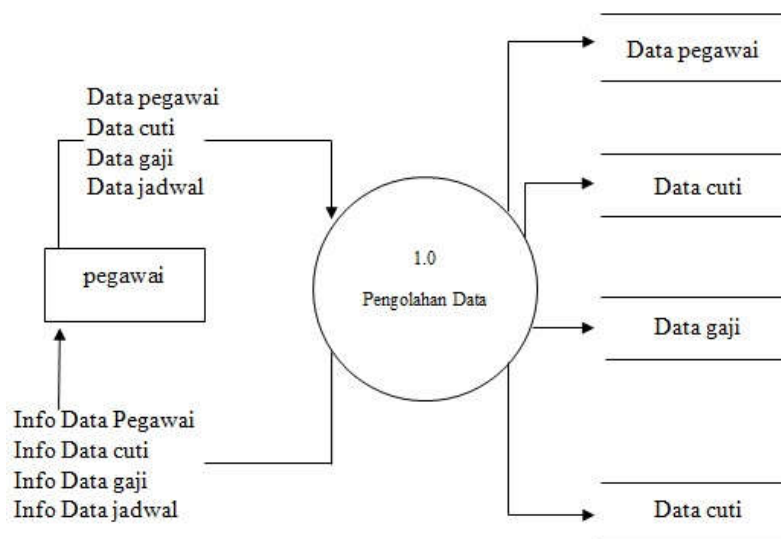 Data pegawai
Data cuti
Data gaji
Data jadwal
pegawai
Info Data Pegawai
Info Data cuti
Info Data gaji
Info Data jadwal
1.0
Pengolahan Data
Data pegawai
Data cuti
Data gaji
Data cuti